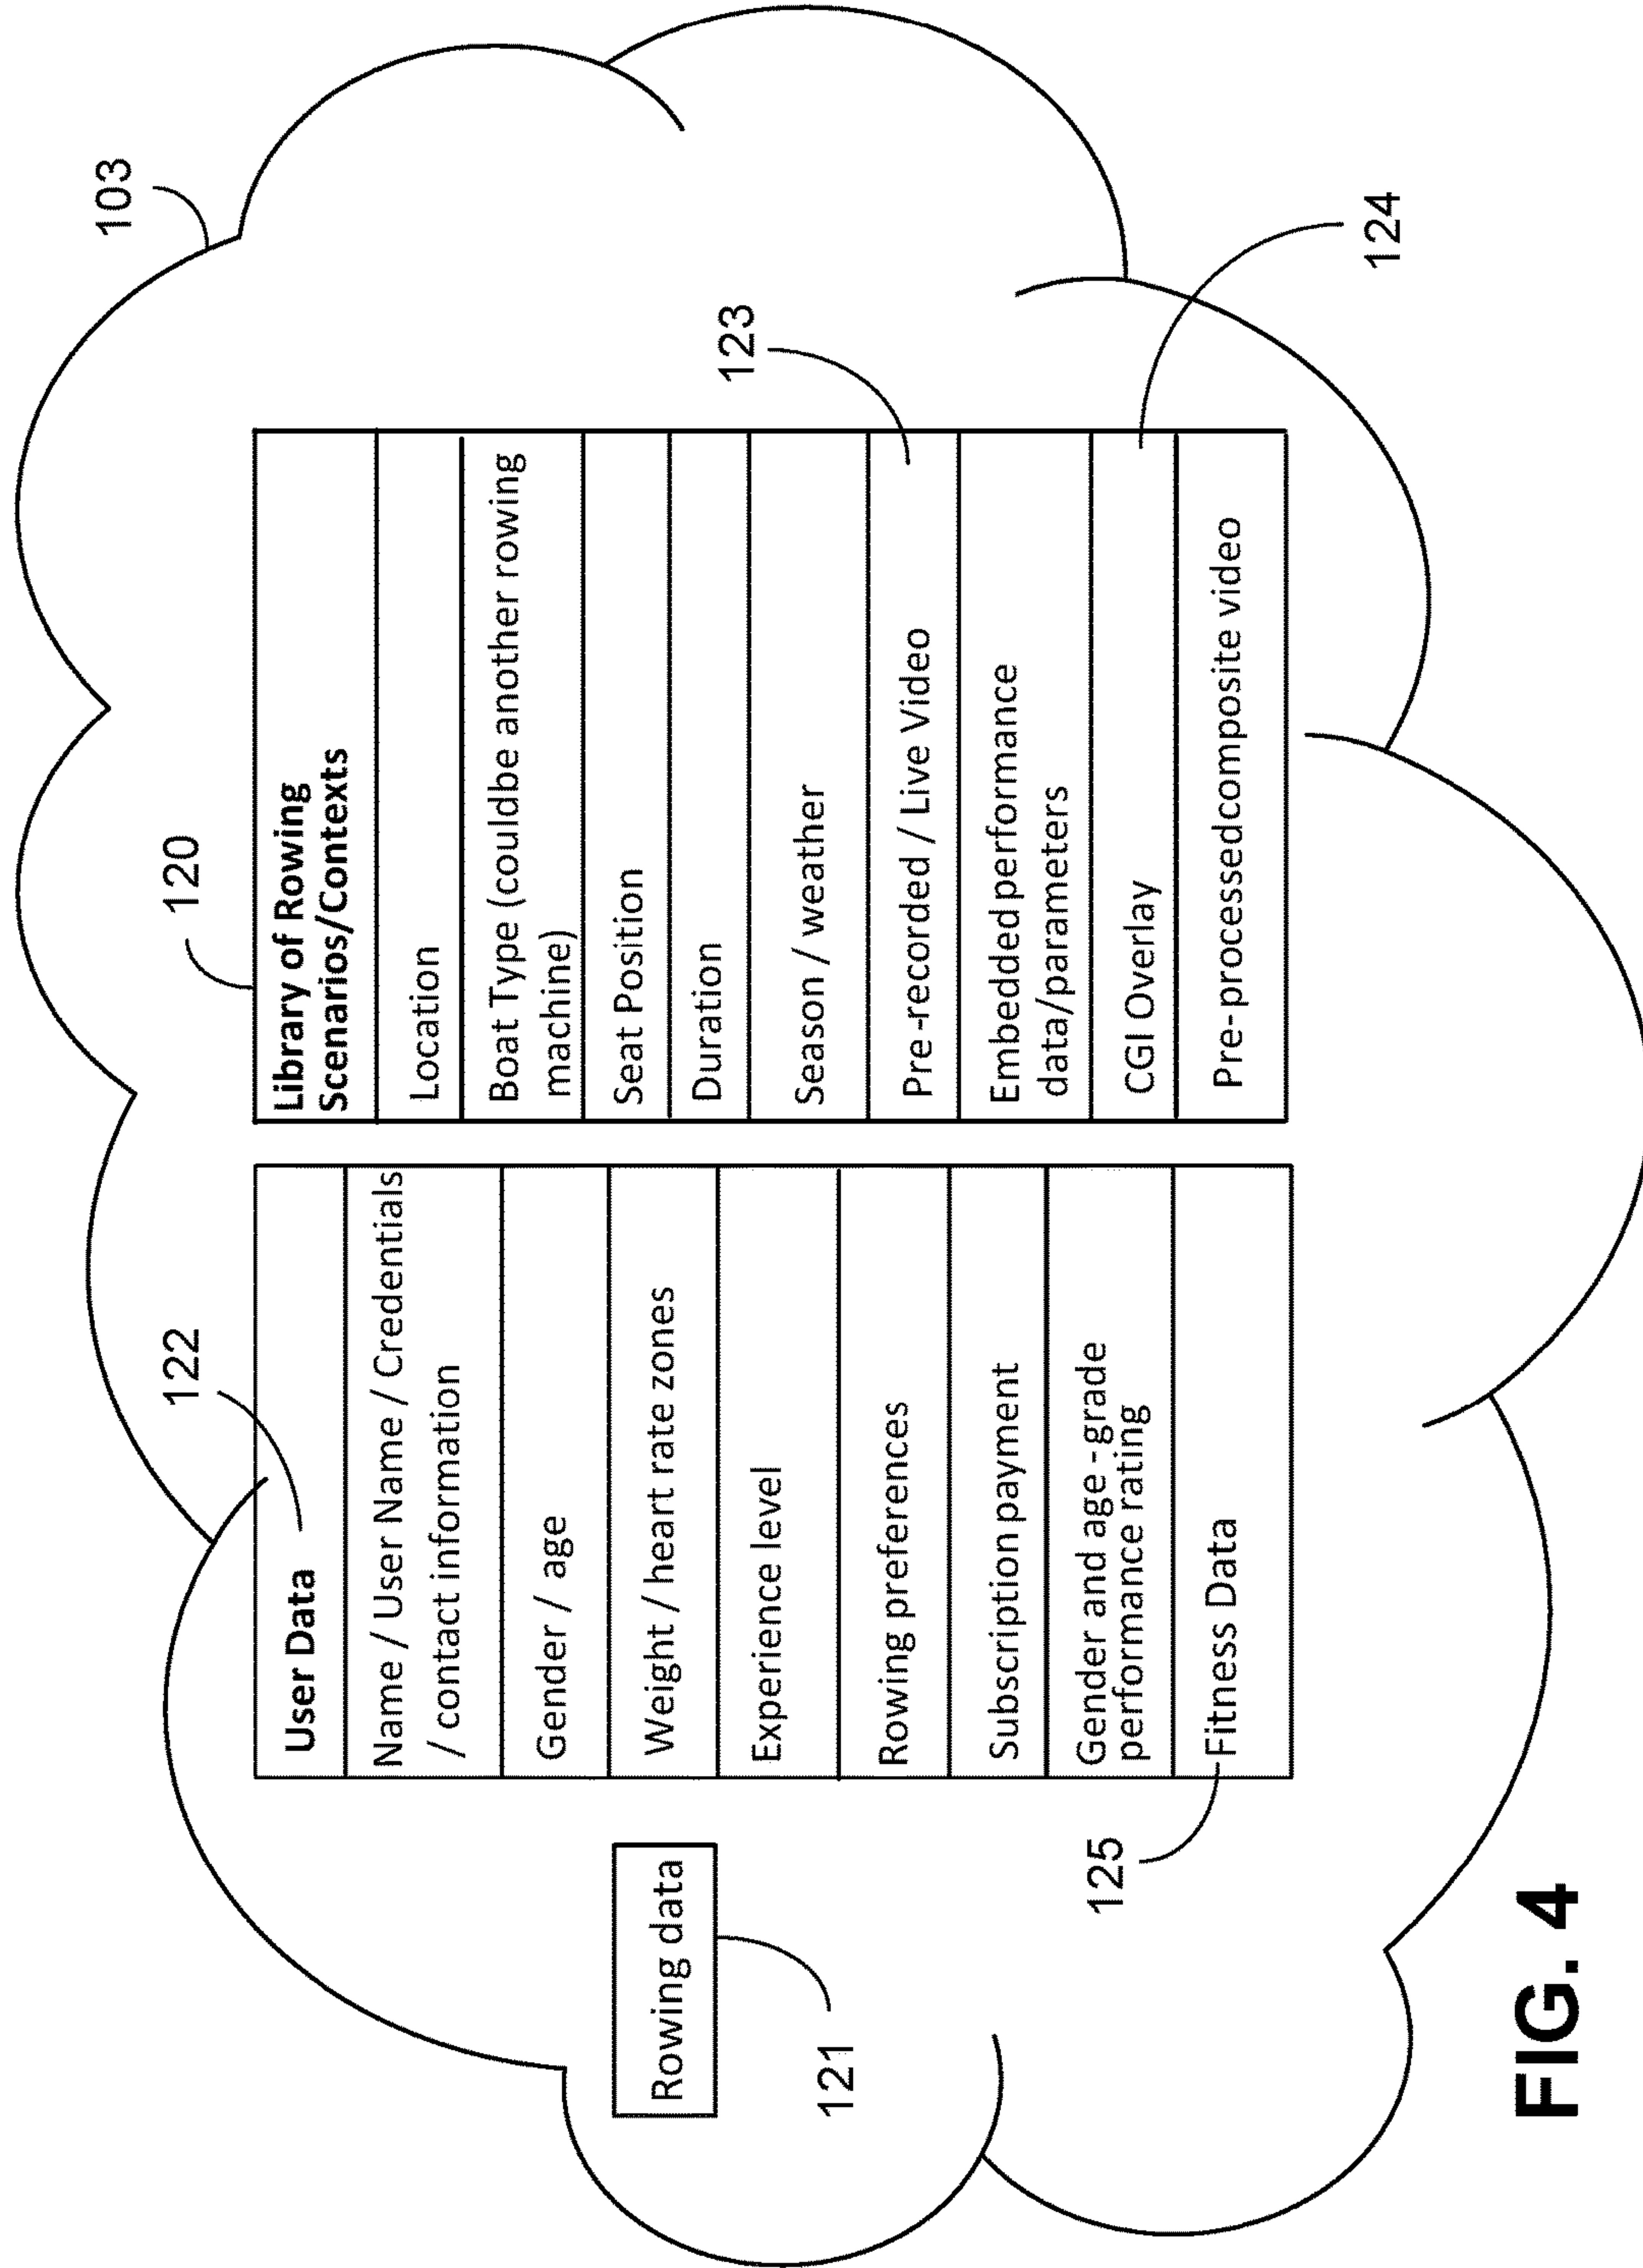 103
120
122
Rowing data
121
User Data
Name / User Name / Credentials
/ contact information
Gender / age
Weight / heart rate zones
Experience level
Rowing preferences
Subscription payment
Gender and age -grade
performance rating
Fitness Data
125
Library of Rowing
Scenarios/Contexts
Location
Boat Type (couldbe another rowing
machine)
Seat Position
Duration
Season / weather
Pre -recorded / Live Video
Embedded performance
data/parameters
CGI Overlay
Pre-processedcomposite video
123
124
FIG. 4